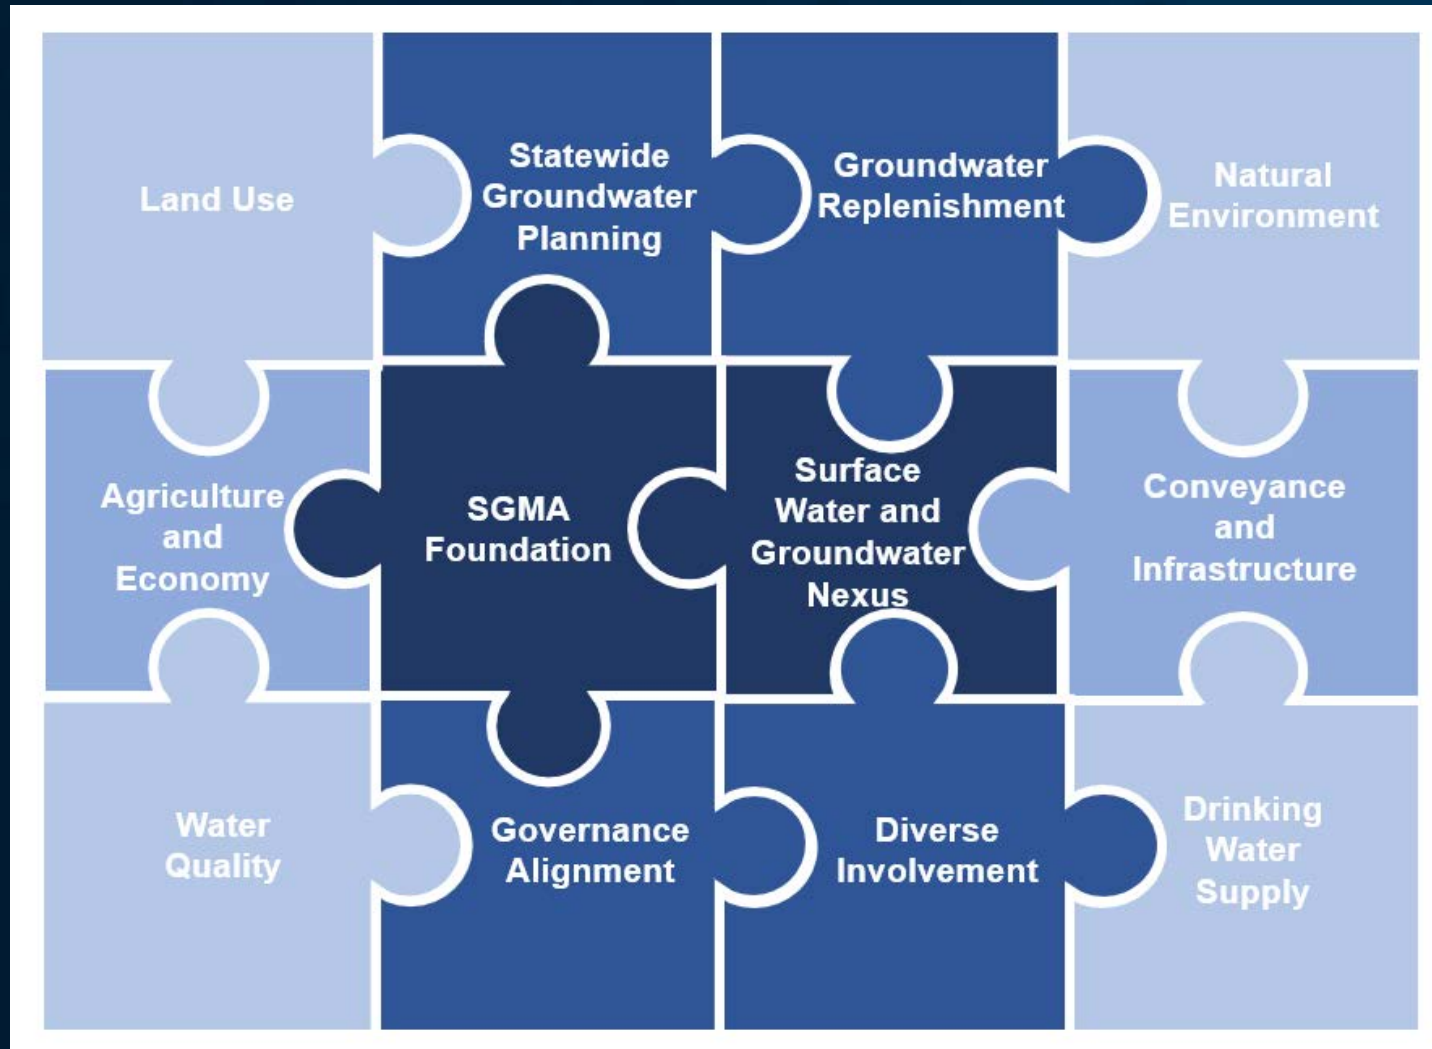 Land Use
Statewide
Groundwater
Planning
Groundwater
Replenishment
Natural
Environment
Agriculture
and
Economy
SGMA
Foundation
Surface
Water and
Groundwater
Nexus
Conveyance
and
Infrastructure
Water
Quality
Governance
Alignment
Diverse
Involvement
Drinking
Water
Supply